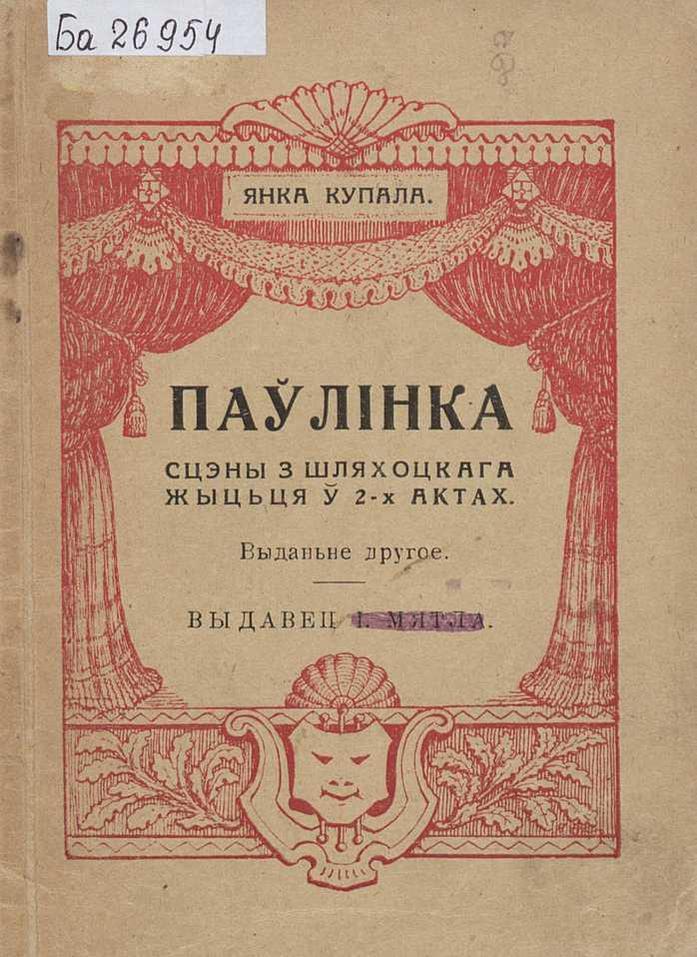 Ба 26954
ЯНКА КУПАЛА.
ПАЎЛІНКА
СЦЭНЫ З ШЛЯХОЦКАГА
ЖЫЦЬЦЯ Ў 2-х АКТАХ.
Выданьне другое.
ВЫДАВЕЦ І. МЯТЛА.